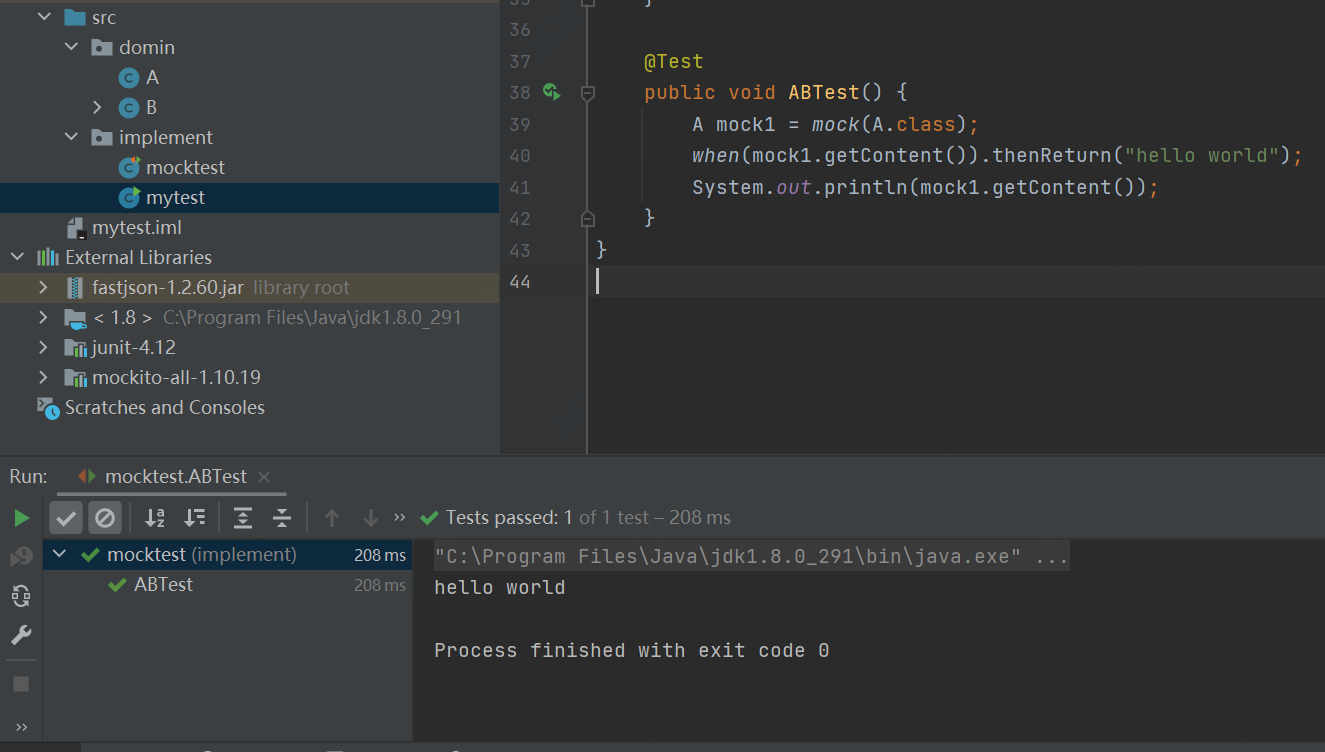 src
domin
A
B
implement
mocktest
mytest
mytest.iml
External Libraries
fastjson-1.2.60.jar library root
< 1.8 > C:\Program Files\Java\jdk1.8.0_291
junit-4.12
mockito-all-1.10.19
Scratches and Consoles
35 }
36
37 @Test
38 public void ABTest() {
39 A mock1 = mock(A.class);
40 when(mock1.getContent()).thenReturn("hello world");
41 System.out.println(mock1.getContent());
42 }
43 }
44
Run: mocktest.ABTest
Tests passed: 1 of 1 test – 208 ms
mocktest (implement) 208 ms
ABTest 208 ms
"C:\Program Files\Java\jdk1.8.0_291\bin\java.exe" ...
hello world
Process finished with exit code 0